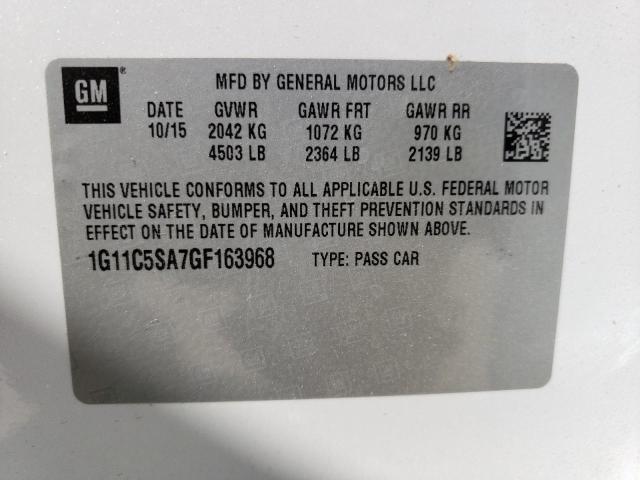 GM ®
MFD BY GENERAL MOTORS LLC
DATE GVWR GAWR FRT GAWR RR
10/15 2042 KG 1072 KG 970 KG
4503 LB 2364 LB 2139 LB
THIS VEHICLE CONFORMS TO ALL APPLICABLE U.S. FEDERAL MOTOR
VEHICLE SAFETY, BUMPER, AND THEFT PREVENTION STANDARDS IN
EFFECT ON THE DATE OF MANUFACTURE SHOWN ABOVE.
1G11C5SA7GF163968 TYPE: PASS CAR